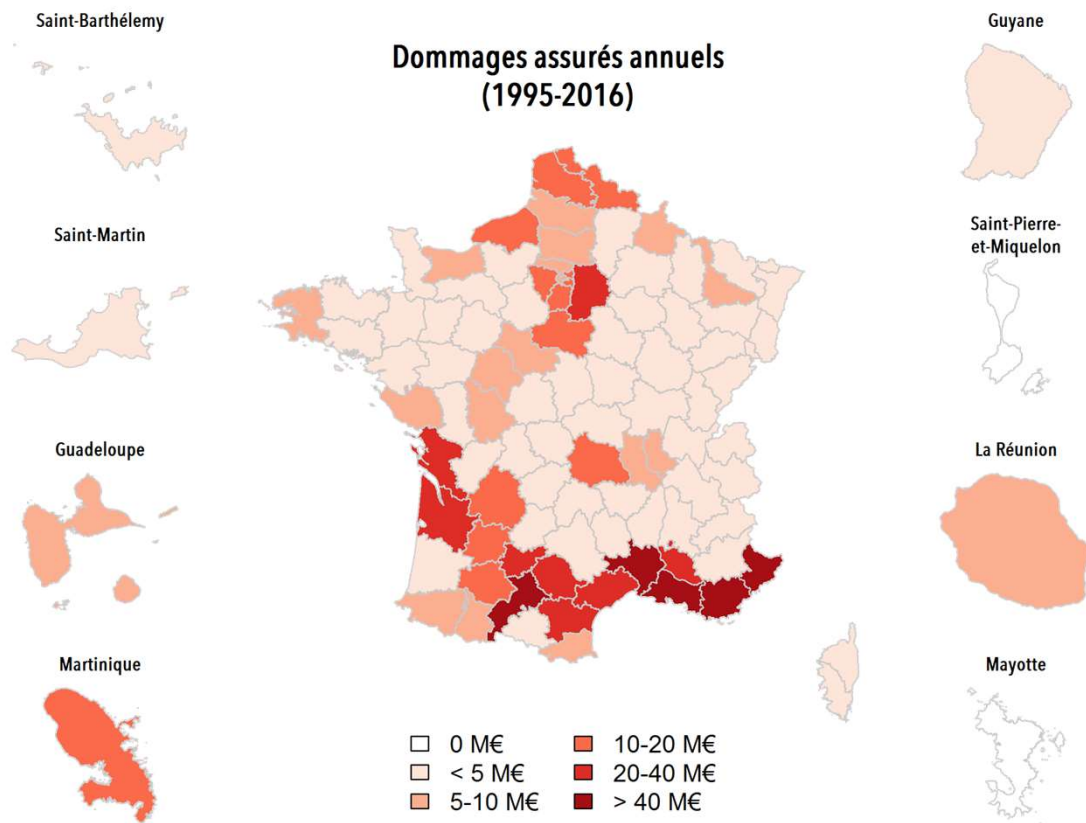 Saint-Barthélemy
Guyane
Dommages assurés annuels
(1995-2016)
Saint-Martin
Saint-Pierre-
et-Miquelon
Guadeloupe
La Réunion
Martinique
Mayotte
0 M€
< 5 M€
5-10 M€
10-20 M€
20-40 M€
> 40 M€